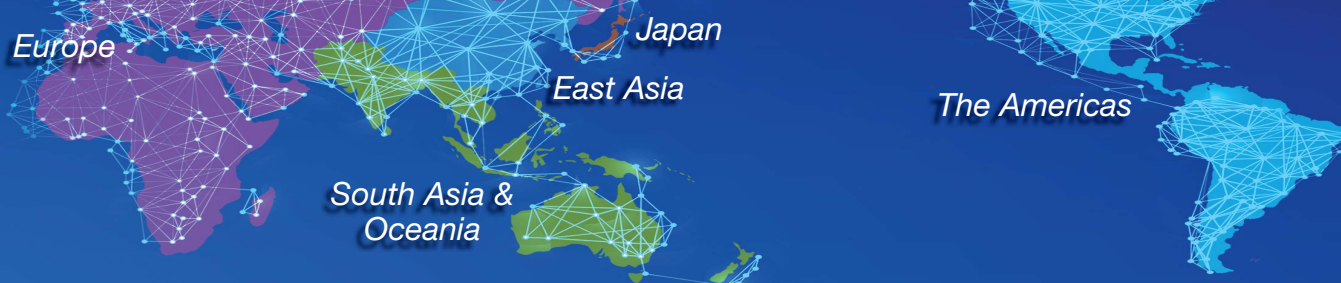 Europe
Japan
East Asia
The Americas
South Asia &
Oceania